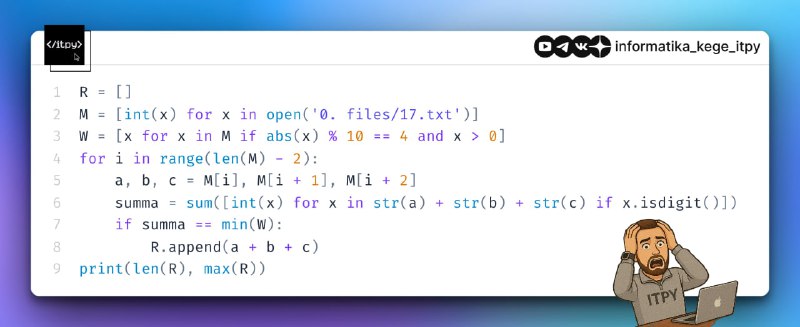 </itpy>
informatika_kege_itpy
1 R = []
2 M = [int(x) for x in open('0. files/17.txt')]
3 W = [x for x in M if abs(x) % 10 == 4 and x > 0]
4 for i in range(len(M) - 2):
5     a, b, c = M[i], M[i + 1], M[i + 2]
6     summa = sum([int(x) for x in str(a) + str(b) + str(c) if x.isdigit()])
7     if summa == min(W):
8         R.append(a + b + c)
9 print(len(R), max(R))
ITPY